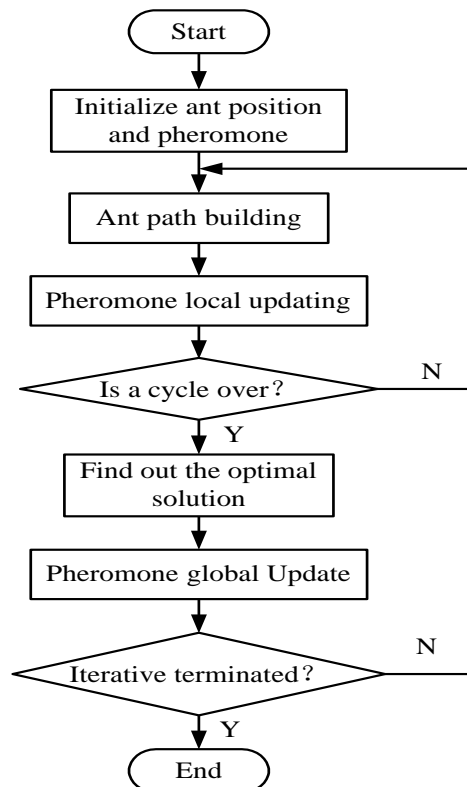 Start
Initialize ant position
and pheromone
Ant path building
Pheromone local updating
Is a cycle over?
N
Y
Find out the optimal
solution
Pheromone global Update
Iterative terminated?
N
Y
End